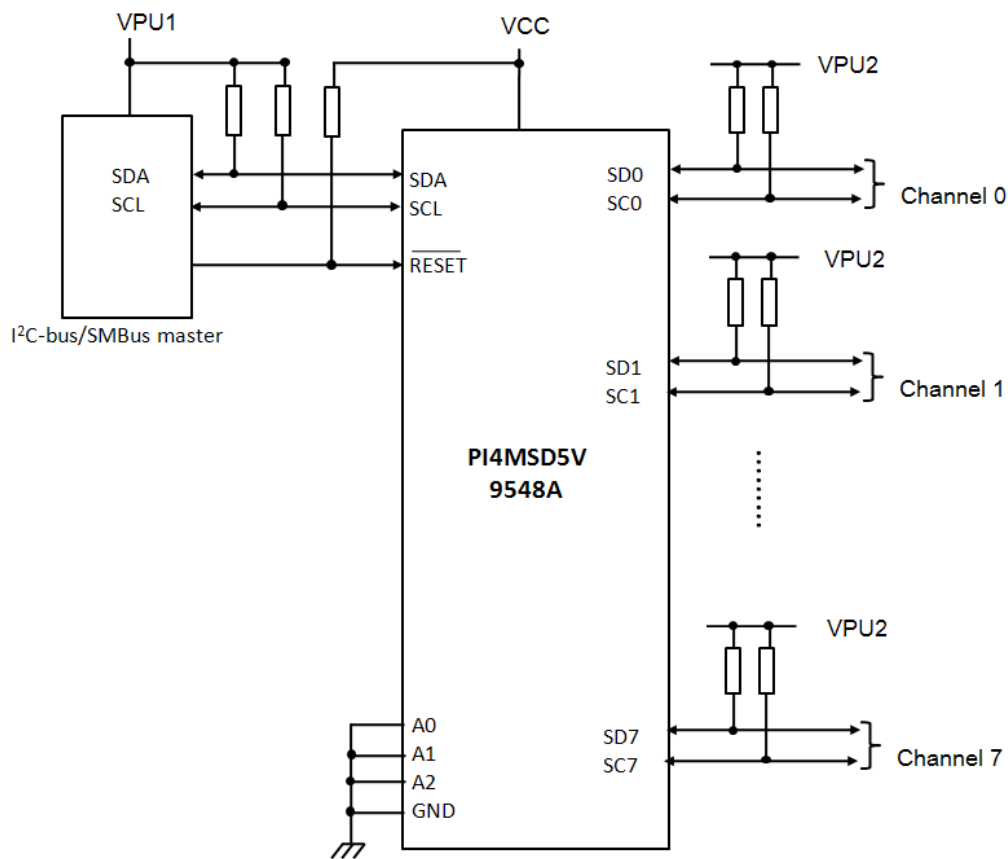 VPU1
VCC
VPU2
SDA
SCL
SDA
SCL
RESET
SD0
SC0
Channel 0
I²C-bus/SMBus master
VPU2
SD1
SC1
Channel 1
PI4MSD5V
9548A
VPU2
A0
A1
A2
GND
SD7
SC7
Channel 7